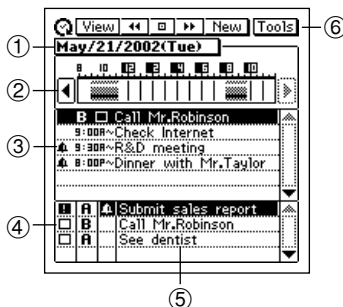 View New Tools ⑥
① May/21/2002(Tue)
8 10 12 2 4 6 8 10
②
B Call Mr.Robinson
9:00A~Check Internet
③ 9:30A~R&D meeting
8:00P~Dinner with Mr.Taylor
! A Submit sales report
④ B Call Mr.Robinson
A See dentist
⑤